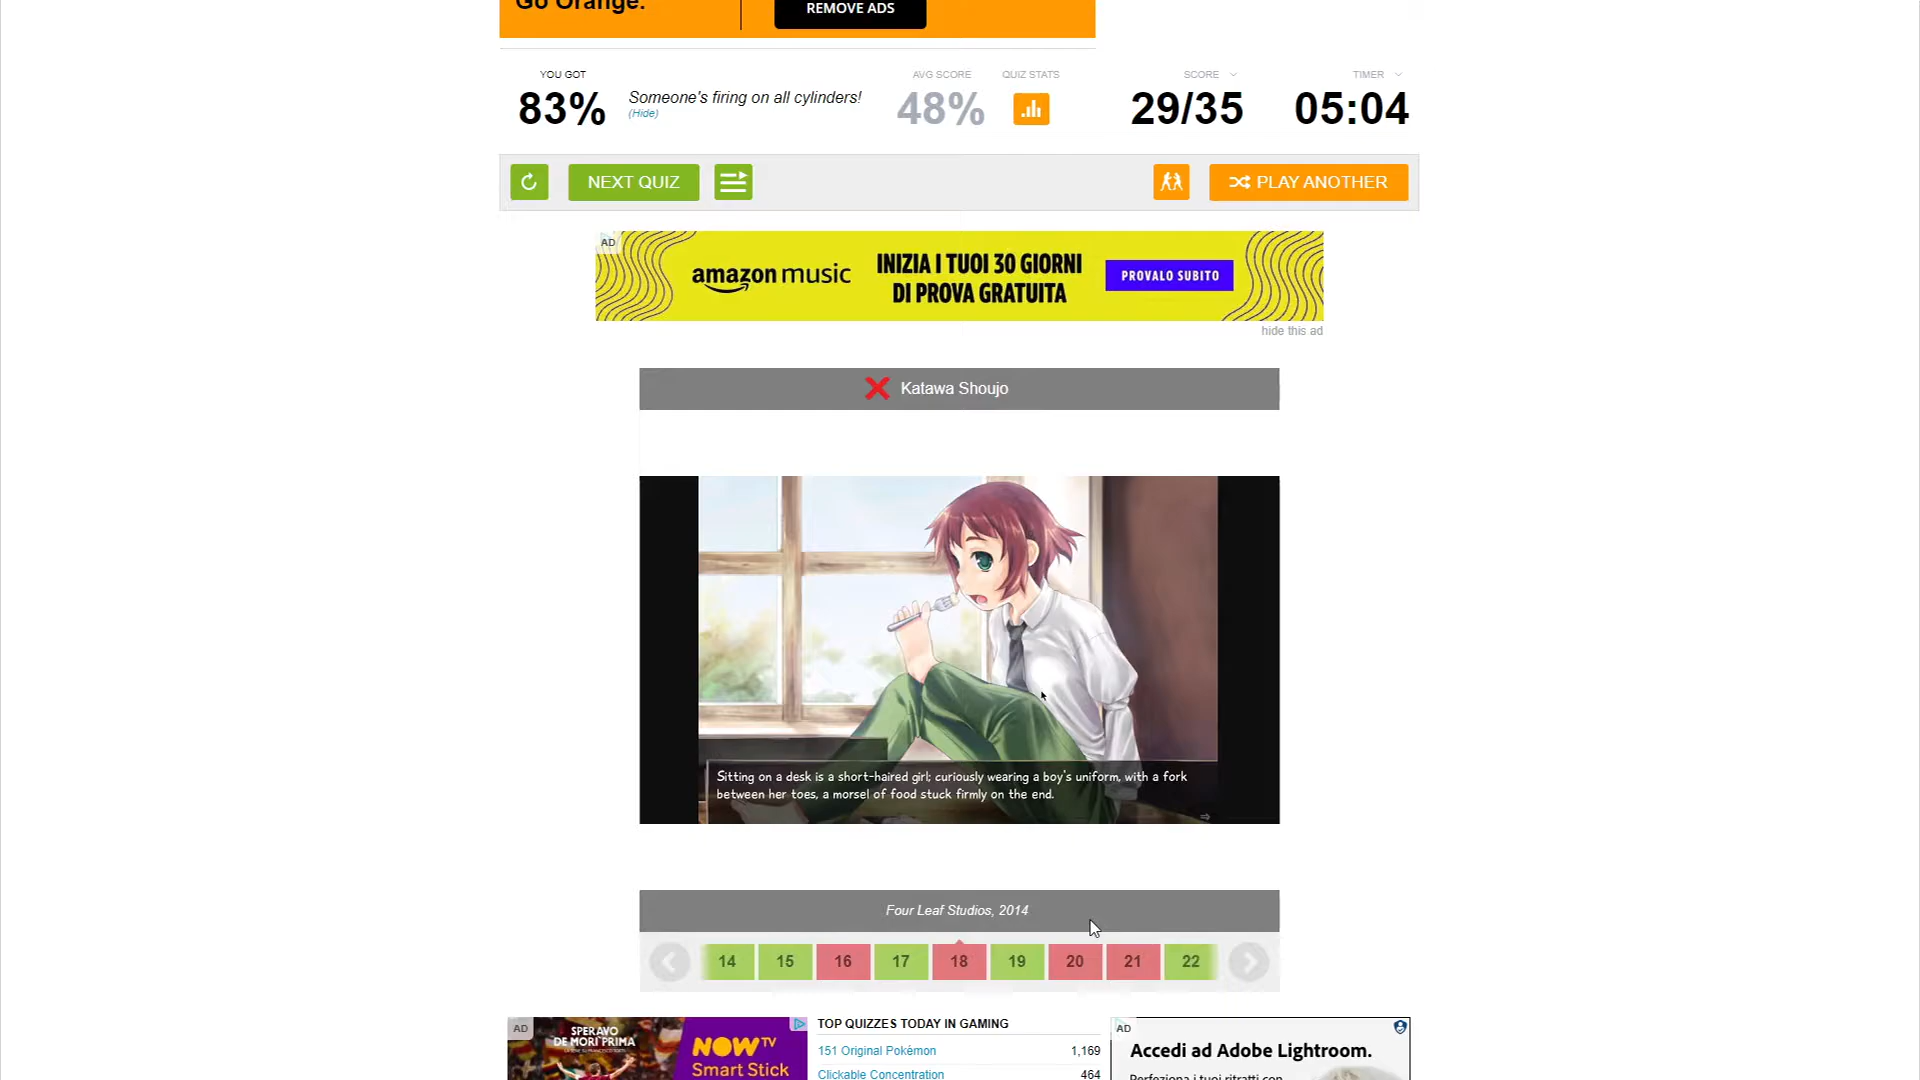 Go Orange.
REMOVE ADS
YOU GOT
83%
Someone's firing on all cylinders!
(Hide)
AVG SCORE
48%
QUIZ STATS
SCORE
29/35
TIMER
05:04
NEXT QUIZ
PLAY ANOTHER
AD
amazon music
INIZIA I TUOI 30 GIORNI
DI PROVA GRATUITA
PROVALO SUBITO
hide this ad
Katawa Shoujo
Sitting on a desk is a short-haired girl; curiously wearing a boy's uniform, with a fork
between her toes, a morsel of food stuck firmly on the end.
Four Leaf Studios, 2014
14 15 16 17 18 19 20 21 22
AD
SPERAVO
DE MORI PRIMA
NOW TV
Smart Stick
TOP QUIZZES TODAY IN GAMING
151 Original Pokémon 1,169
Clickable Concentration 464
AD
Accedi ad Adobe Lightroom.
Perfeziona i tuoi ritratti con